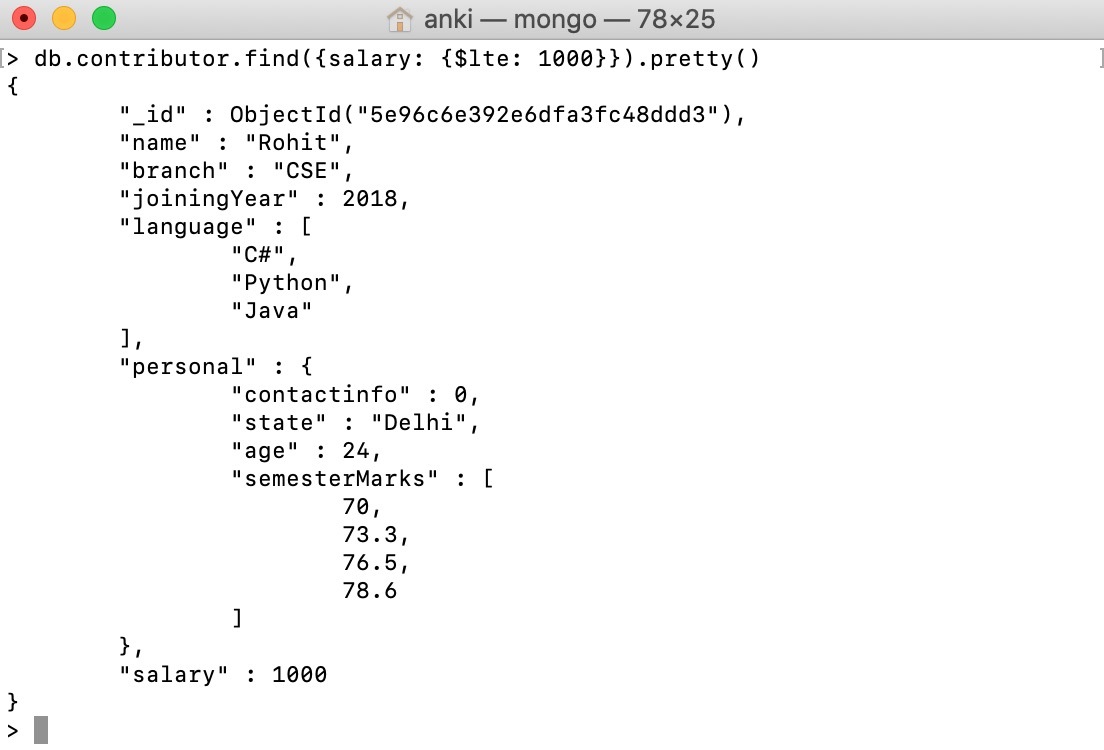 anki — mongo — 78×25
[> db.contributor.find({salary: {$lte: 1000}}).pretty() ]
{
        "_id" : ObjectId("5e96c6e392e6dfa3fc48ddd3"),
        "name" : "Rohit",
        "branch" : "CSE",
        "joiningYear" : 2018,
        "language" : [
                "C#",
                "Python",
                "Java"
        ],
        "personal" : {
                "contactinfo" : 0,
                "state" : "Delhi",
                "age" : 24,
                "semesterMarks" : [
                        70,
                        73.3,
                        76.5,
                        78.6
                ]
        },
        "salary" : 1000
}
>